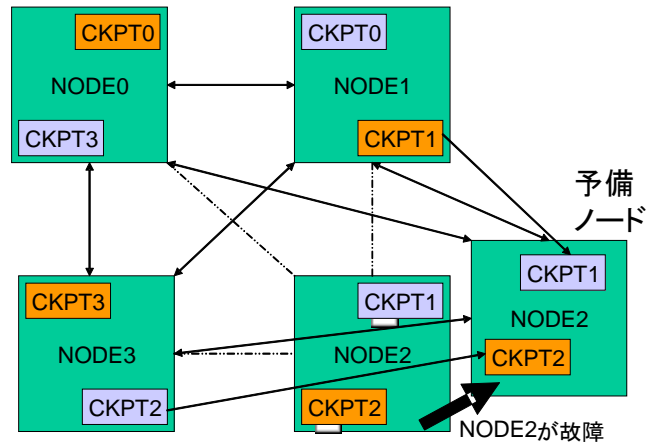 CKPT0
NODE0
CKPT3
CKPT0
NODE1
CKPT1
予備
ノード
CKPT3
NODE3
CKPT2
CKPT1
NODE2
CKPT2
CKPT1
NODE2
CKPT2
NODE2が故障